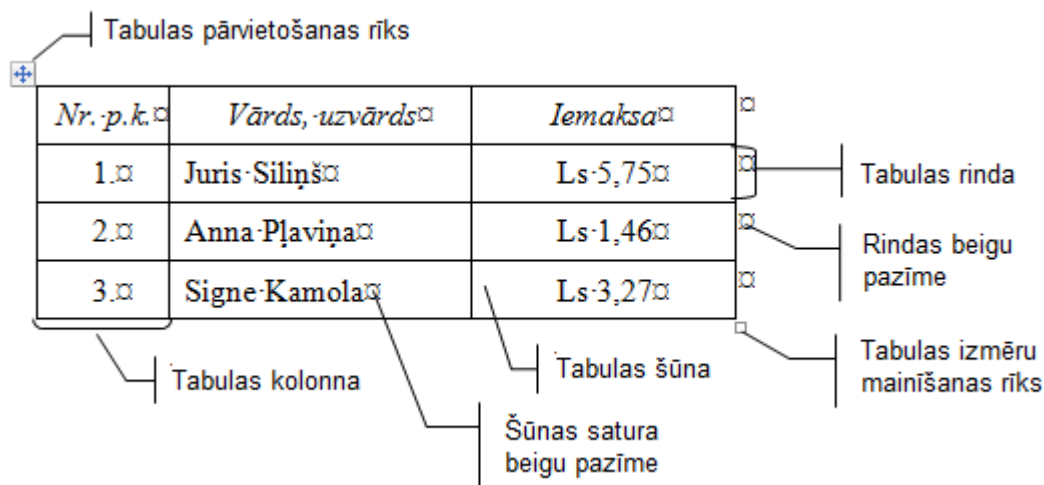 Tabulas pārvietošanas rīks
Nr.·p.k.¤ Vārds,·uzvārds¤ Iemaksa¤ ¤
1.¤ Juris·Siliņš¤ Ls·5,75¤ ¤
Tabulas rinda
2.¤ Anna·Pļaviņa¤ Ls·1,46¤ ¤
Rindas beigu
pazīme
3.¤ Signe·Kamola¤ Ls·3,27¤ ¤
Tabulas izmēru
mainīšanas rīks
Tabulas kolonna
Tabulas šūna
Šūnas satura
beigu pazīme